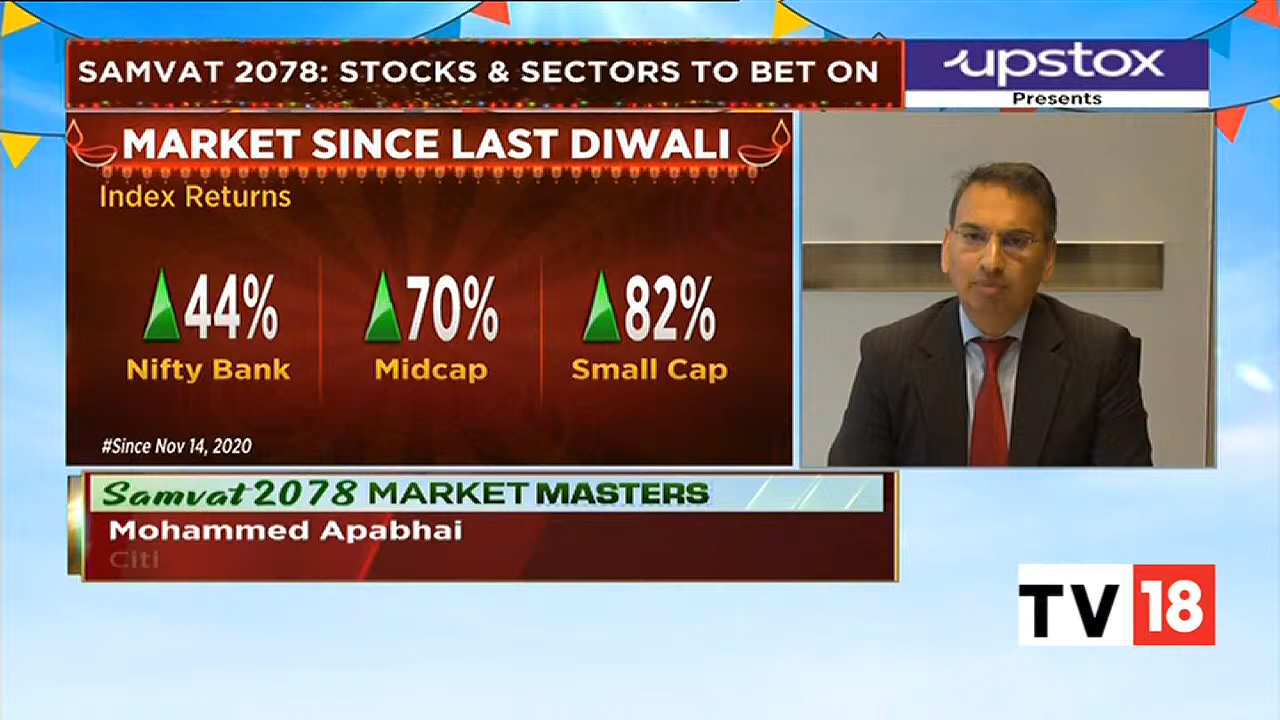 SAMVAT 2078: STOCKS & SECTORS TO BET ON
upstox
Presents
MARKET SINCE LAST DIWALI
Index Returns
44%
Nifty Bank
70%
Midcap
82%
Small Cap
#Since Nov 14, 2020
Samvat 2078 MARKET MASTERS
Mohammed Apabhai
Citi
TV18